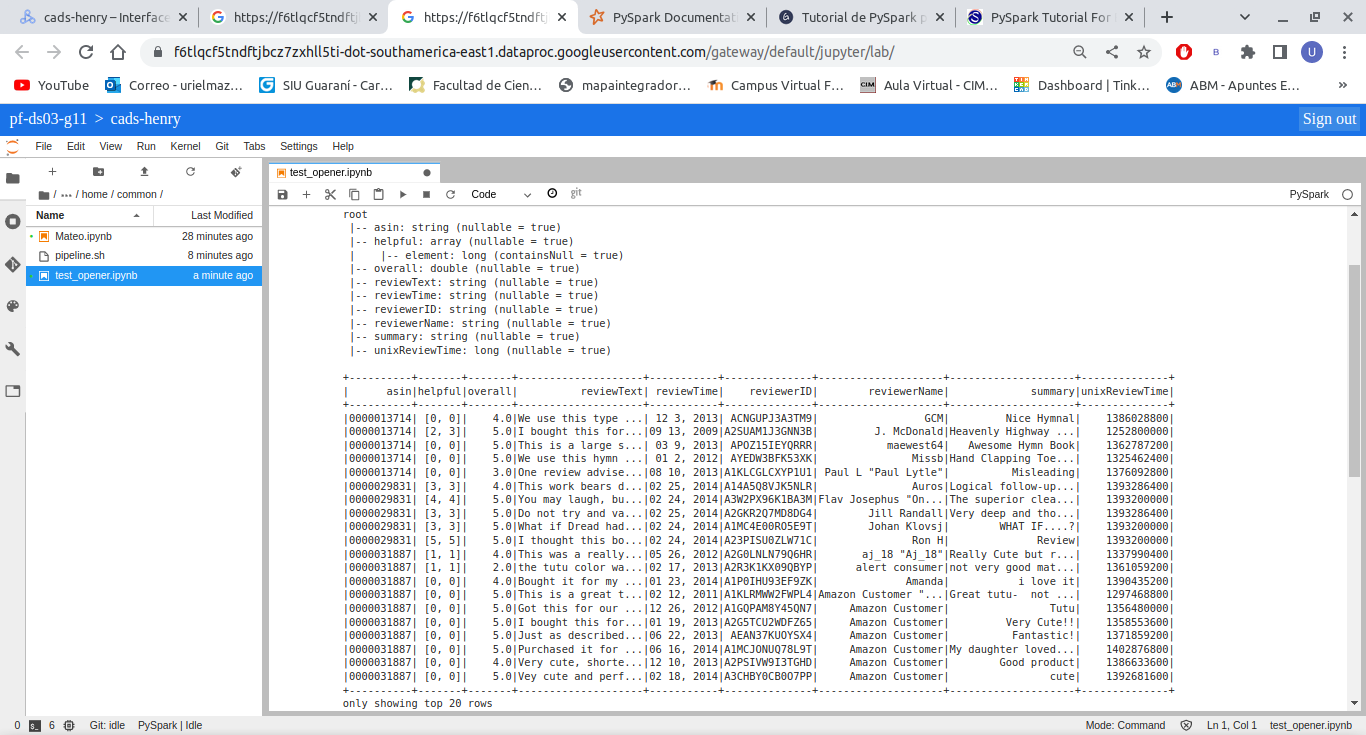 cads-henry – Interface
https://f6tlqcf5tndftj
https://f6tlqcf5tndftj
PySpark Documentat
Tutorial de PySpark p
PySpark Tutorial For
f6tlqcf5tndftjbcz7zxhll5ti-dot-southamerica-east1.dataproc.googleusercontent.com/gateway/default/jupyter/lab/
B
U
YouTube
Correo - urielmaz...
SIU Guaraní - Car...
Facultad de Cien...
mapaintegrador...
Campus Virtual F...
CIM
Aula Virtual - CIM...
Dashboard | Tink...
ABM
ABM - Apuntes E...
»
pf-ds03-g11 > cads-henry
Sign out
File Edit View Run Kernel Git Tabs Settings Help
/ ··· / home / common /
Name Last Modified
Mateo.ipynb 28 minutes ago
pipeline.sh 8 minutes ago
test_opener.ipynb a minute ago
test_opener.ipynb
Code git PySpark
root
 |-- asin: string (nullable = true)
 |-- helpful: array (nullable = true)
 |    |-- element: long (containsNull = true)
 |-- overall: double (nullable = true)
 |-- reviewText: string (nullable = true)
 |-- reviewTime: string (nullable = true)
 |-- reviewerID: string (nullable = true)
 |-- reviewerName: string (nullable = true)
 |-- summary: string (nullable = true)
 |-- unixReviewTime: long (nullable = true)
+----------+-------+-------+--------------------+-----------+--------------+--------------------+--------------------+--------------+
|      asin|helpful|overall|          reviewText| reviewTime|    reviewerID|        reviewerName|             summary|unixReviewTime|
+----------+-------+-------+--------------------+-----------+--------------+--------------------+--------------------+--------------+
|0000013714| [0, 0]|    4.0|We use this type ...| 12 3, 2013| ACNGUPJ3A3TM9|                 GCM|         Nice Hymnal|    1386028800|
|0000013714| [2, 3]|    5.0|I bought this for...|09 13, 2009|A2SUAM1J3GNN3B|         J. McDonald|Heavenly Highway ...|    1252800000|
|0000013714| [0, 0]|    5.0|This is a large s...| 03 9, 2013| APOZ15IEYQRRR|           maewest64|   Awesome Hymn Book|    1362787200|
|0000013714| [0, 0]|    5.0|We use this hymn ...| 01 2, 2012| AYEDW3BFK53XK|               Missb|Hand Clapping Toe...|    1325462400|
|0000013714| [0, 0]|    3.0|One review advise...|08 10, 2013|A1KLCGLCXYP1U1| Paul L "Paul Lytle"|          Misleading|    1376092800|
|0000029831| [3, 3]|    4.0|This work bears d...|02 25, 2014|A14A5Q8VJK5NLR|               Auros|Logical follow-up...|    1393286400|
|0000029831| [4, 4]|    5.0|You may laugh, bu...|02 24, 2014|A3W2PX96K1BA3M|Flav Josephus "On...|The superior clea...|    1393200000|
|0000029831| [3, 3]|    5.0|Do not try and va...|02 25, 2014|A2GKR2Q7MD8DG4|        Jill Randall|Very deep and tho...|    1393286400|
|0000029831| [3, 3]|    5.0|What if Dread had...|02 24, 2014|A1MC4E00RO5E9T|        Johan Klovsj|        WHAT IF....?|    1393200000|
|0000029831| [5, 5]|    5.0|I thought this bo...|02 24, 2014|A23PISU0ZLW71C|               Ron H|              Review|    1393200000|
|0000031887| [1, 1]|    4.0|This was a really...|05 26, 2012|A2G0LNLN79Q6HR|       aj_18 "Aj_18"|Really Cute but r...|    1337990400|
|0000031887| [1, 1]|    2.0|the tutu color wa...|02 17, 2013|A2R3K1KX09QBYP|      alert consumer|not very good mat...|    1361059200|
|0000031887| [0, 0]|    4.0|Bought it for my ...|01 23, 2014|A1P0IHU93EF9ZK|              Amanda|           i love it|    1390435200|
|0000031887| [0, 0]|    5.0|This is a great t...|02 12, 2011|A1KLRMWW2FWPL4|Amazon Customer "...|Great tutu-  not ...|    1297468800|
|0000031887| [0, 0]|    5.0|Got this for our ...|12 26, 2012|A1GQPAM8Y45QN7|     Amazon Customer|                Tutu|    1356480000|
|0000031887| [0, 0]|    5.0|I bought this for...|01 19, 2013|A2G5TCU2WDFZ65|     Amazon Customer|         Very Cute!!|    1358553600|
|0000031887| [0, 0]|    5.0|Just as described...|06 22, 2013| AEAN37KUOYSX4|     Amazon Customer|          Fantastic!|    1371859200|
|0000031887| [0, 0]|    5.0|Purchased it for ...|06 16, 2014|A1MCJONUQ78L9T|     Amazon Customer|My daughter loved...|    1402876800|
|0000031887| [0, 0]|    4.0|Very cute, shorte...|12 10, 2013|A2PSIVW9I3TGHD|     Amazon Customer|        Good product|    1386633600|
|0000031887| [0, 0]|    5.0|Vey cute and perf...|02 18, 2014|A3CHBY0CB0O7PP|     Amazon Customer|                cute|    1392681600|
+----------+-------+-------+--------------------+-----------+--------------+--------------------+--------------------+--------------+
only showing top 20 rows
0 6 Git: idle PySpark | Idle Mode: Command Ln 1, Col 1 test_opener.ipynb